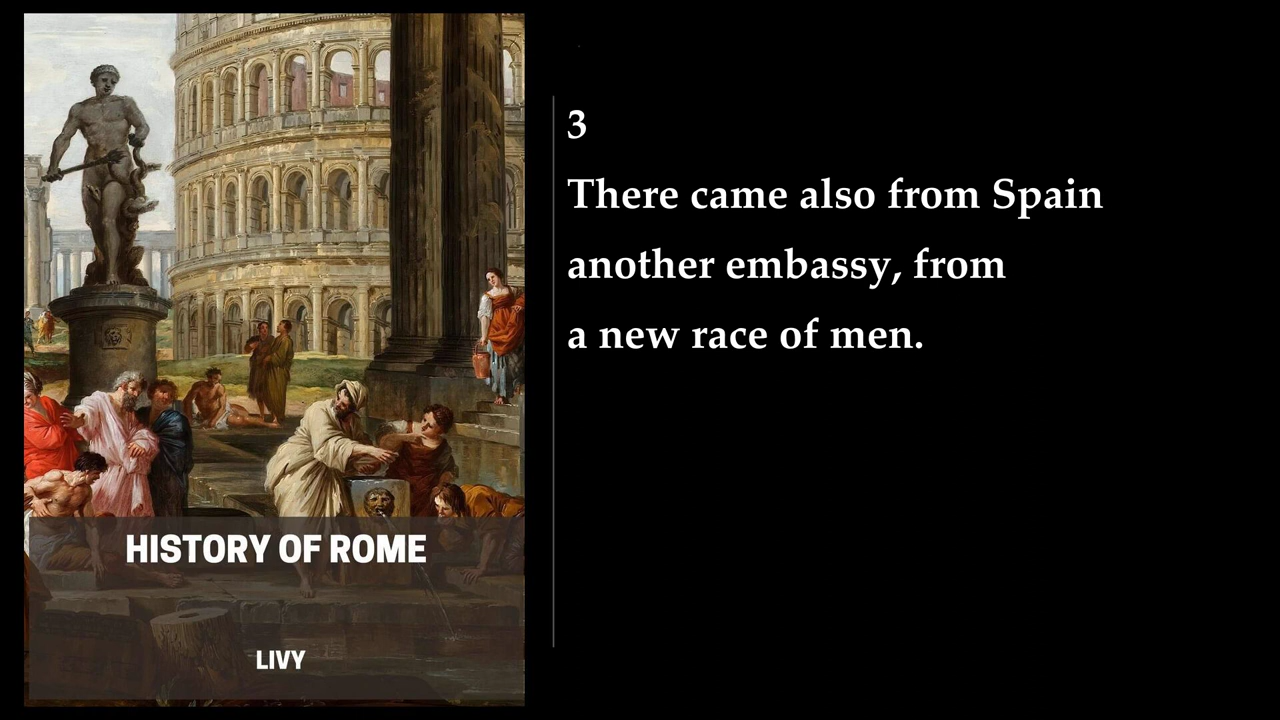 HISTORY OF ROME
LIVY
3
There came also from Spain
another embassy, from
a new race of men.